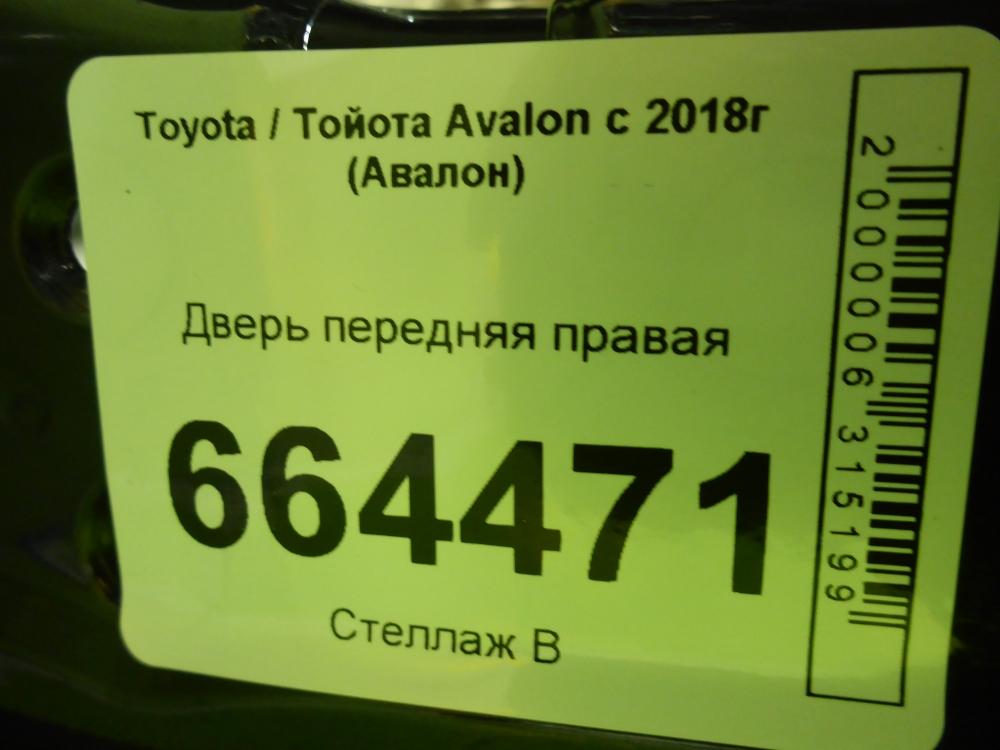 Toyota / Тойота Avalon с 2018г
(Авалон)
Дверь передняя правая
664471
Стеллаж В
2000006315199